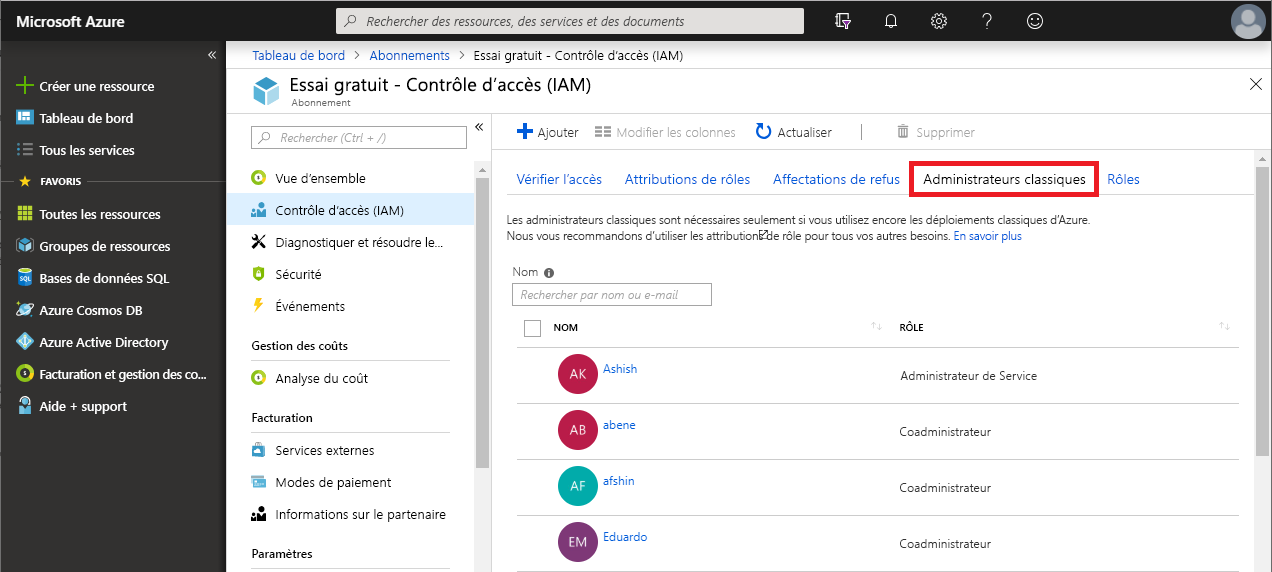 Microsoft Azure
Rechercher des ressources, des services et des documents
Créer une ressource
Tableau de bord
Tous les services
FAVORIS
Toutes les ressources
Groupes de ressources
Bases de données SQL
Azure Cosmos DB
Azure Active Directory
Facturation et gestion des co...
Aide + support
Tableau de bord > Abonnements > Essai gratuit - Contrôle d'accès (IAM)
Essai gratuit - Contrôle d'accès (IAM)
Abonnement
Rechercher (Ctrl + /)
Vue d'ensemble
Contrôle d'accès (IAM)
Diagnostiquer et résoudre le...
Sécurité
Événements
Gestion des coûts
Analyse du coût
Facturation
Services externes
Modes de paiement
Informations sur le partenaire
Paramètres
Ajouter Modifier les colonnes Actualiser Supprimer
Vérifier l'accès Attributions de rôles Affectations de refus Administrateurs classiques Rôles
Les administrateurs classiques sont nécessaires seulement si vous utilisez encore les déploiements classiques d'Azure.
Nous vous recommandons d'utiliser les attributions de rôle pour tous vos autres besoins. En savoir plus
Nom
Rechercher par nom ou e-mail
NOM RÔLE
AK Ashish Administrateur de Service
AB abene Coadministrateur
AF afshin Coadministrateur
EM Eduardo Coadministrateur